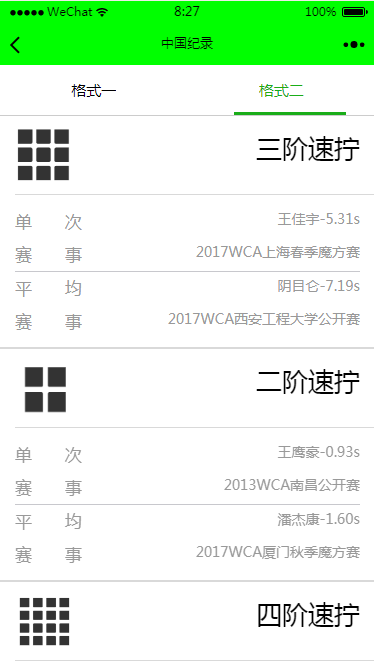 WeChat 8:27 100%
中国纪录
格式一 格式二
三阶速拧
单 次 王佳宇-5.31s
赛 事 2017WCA上海春季魔方赛
平 均 阴目仑-7.19s
赛 事 2017WCA西安工程大学公开赛
二阶速拧
单 次 王鹰豪-0.93s
赛 事 2013WCA南昌公开赛
平 均 潘杰康-1.60s
赛 事 2017WCA厦门秋季魔方赛
四阶速拧